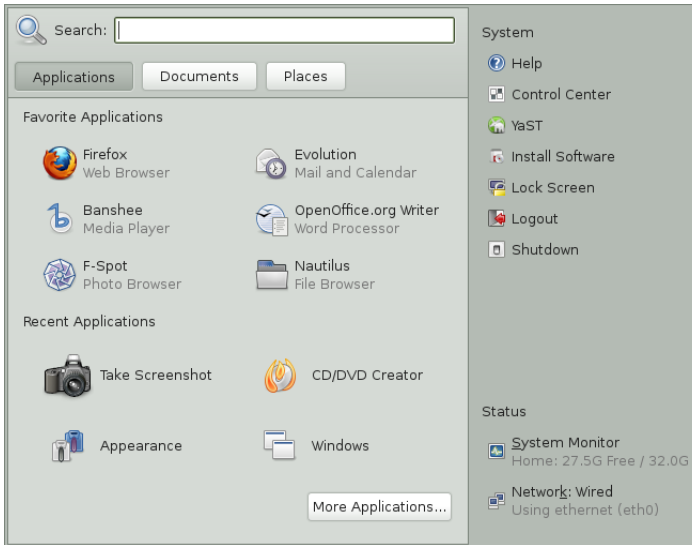 Search:
Applications
Documents
Places
Favorite Applications
Firefox
Web Browser
Evolution
Mail and Calendar
Banshee
Media Player
OpenOffice.org Writer
Word Processor
F-Spot
Photo Browser
Nautilus
File Browser
Recent Applications
Take Screenshot
CD/DVD Creator
Appearance
Windows
More Applications...
System
Help
Control Center
YaST
Install Software
Lock Screen
Logout
Shutdown
Status
System Monitor
Home: 27.5G Free / 32.0G
Network: Wired
Using ethernet (eth0)